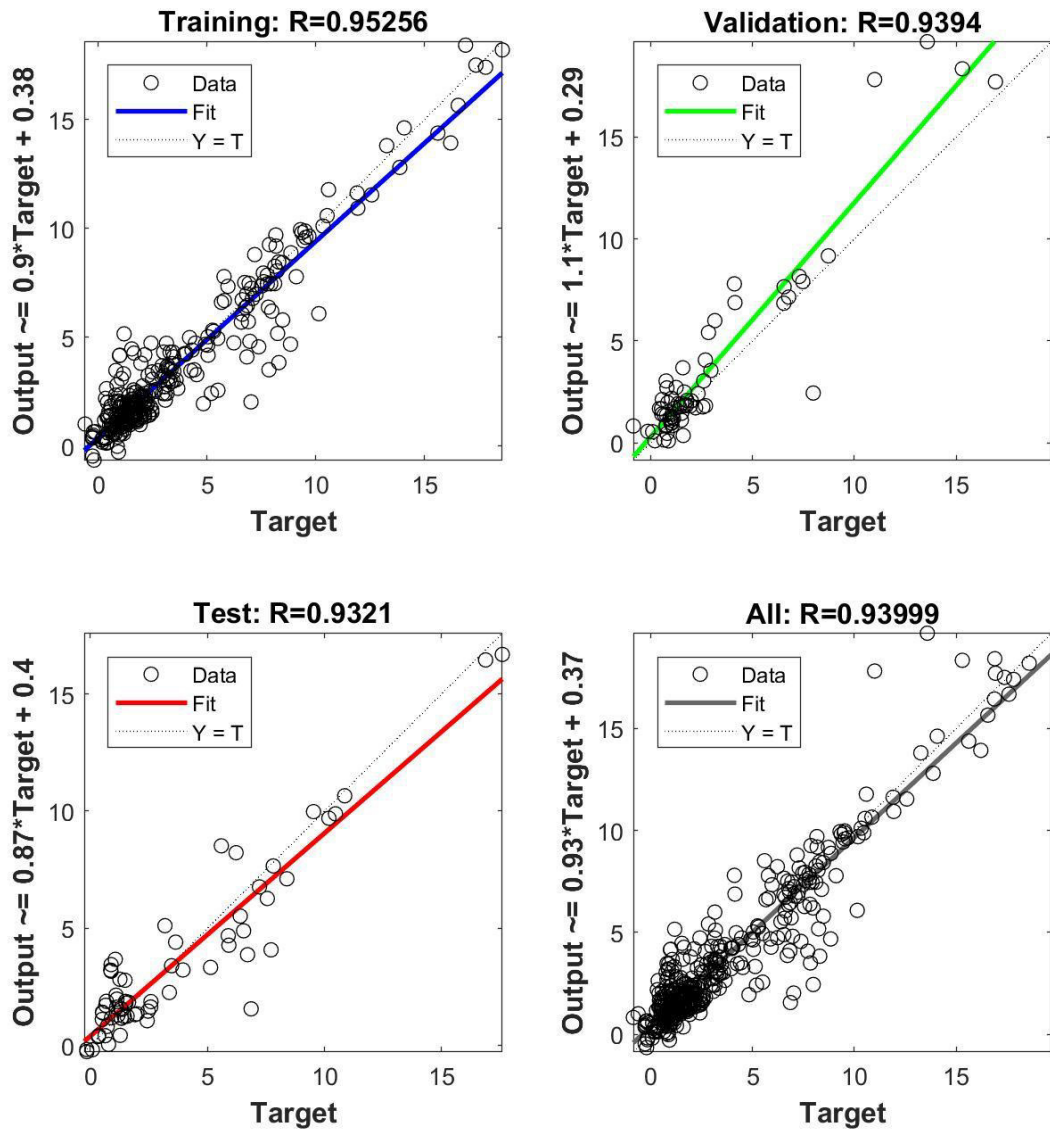 Training: R=0.95256
Output ~= 0.9*Target + 0.38
Data
Fit
Y = T
15
10
5
0
0 5 10 15
Target
Validation: R=0.9394
Output ~= 1.1*Target + 0.29
Data
Fit
Y = T
15
10
5
0
0 5 10 15
Target
Test: R=0.9321
Output ~= 0.87*Target + 0.4
Data
Fit
Y = T
15
10
5
0
0 5 10 15
Target
All: R=0.93999
Output ~= 0.93*Target + 0.37
Data
Fit
Y = T
15
10
5
0
0 5 10 15
Target